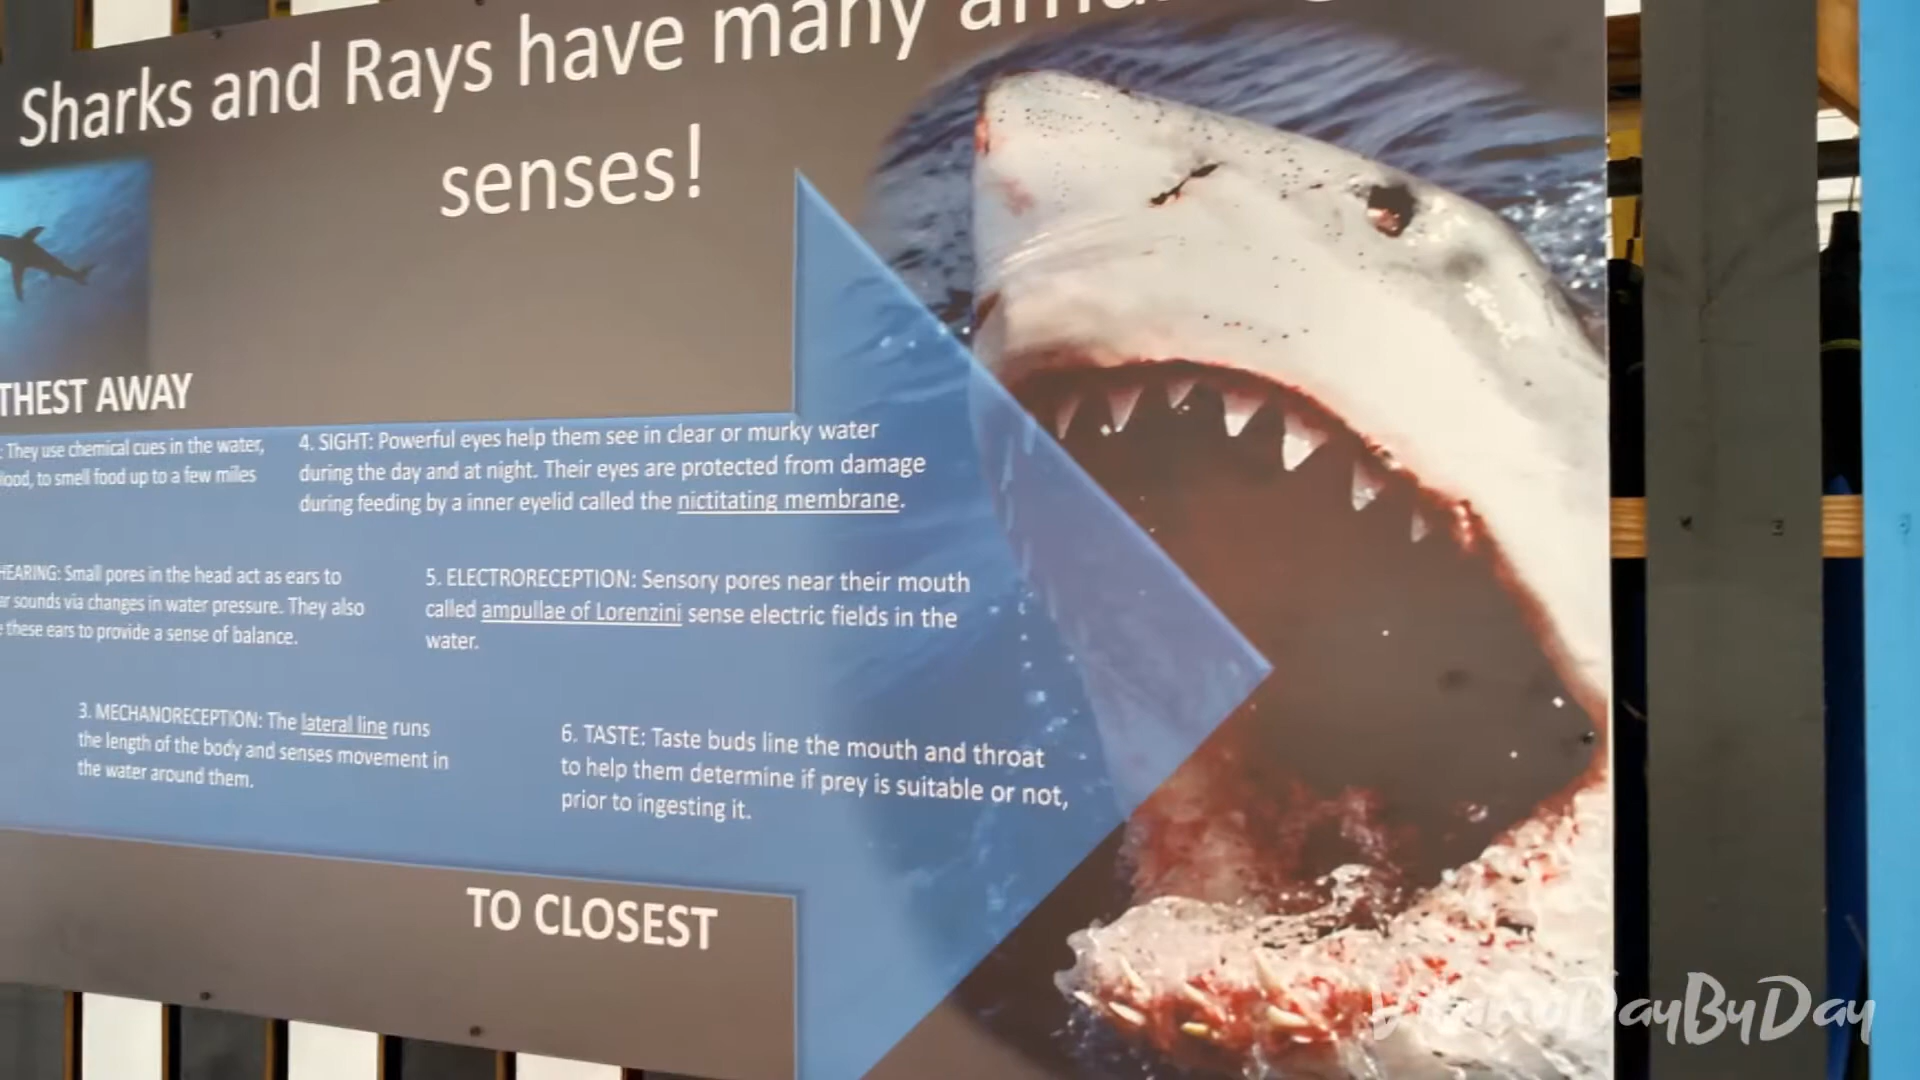 Sharks and Rays have many
senses!
THEST AWAY
: They use chemical cues in the water,
lood, to smell food up to a few miles
4. SIGHT: Powerful eyes help them see in clear or murky water
during the day and at night. Their eyes are protected from damage
during feeding by a inner eyelid called the nictitating membrane.
HEARING: Small pores in the head act as ears to
ar sounds via changes in water pressure. They also
e these ears to provide a sense of balance.
5. ELECTRORECEPTION: Sensory pores near their mouth
called ampullae of Lorenzini sense electric fields in the
water.
3. MECHANORECEPTION: The lateral line runs
the length of the body and senses movement in
the water around them.
6. TASTE: Taste buds line the mouth and throat
to help them determine if prey is suitable or not,
prior to ingesting it.
TO CLOSEST
DayByDay